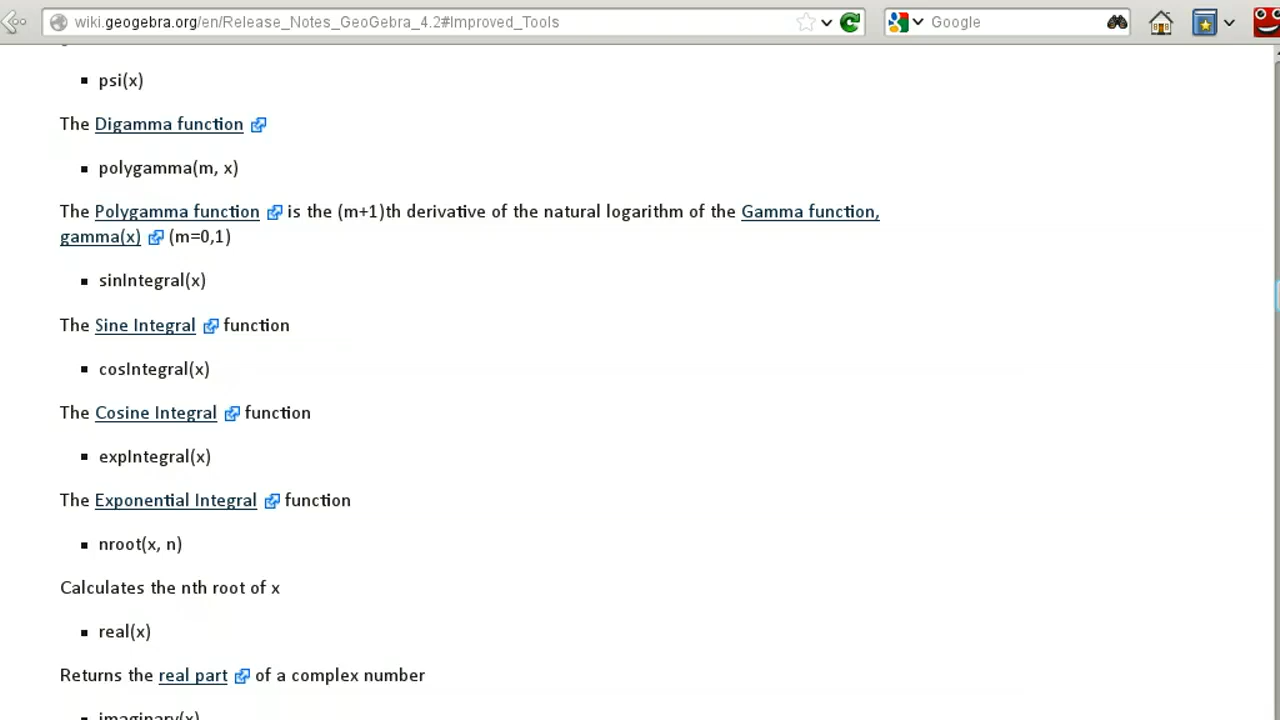 wiki.geogebra.org/en/Release_Notes_GeoGebra_4.2#Improved_Tools
Google
psi(x)
The Digamma function
polygamma(m, x)
The Polygamma function is the (m+1)th derivative of the natural logarithm of the Gamma function,
gamma(x) (m=0,1)
sinIntegral(x)
The Sine Integral function
cosIntegral(x)
The Cosine Integral function
expIntegral(x)
The Exponential Integral function
nroot(x, n)
Calculates the nth root of x
real(x)
Returns the real part of a complex number
imaginary(x)